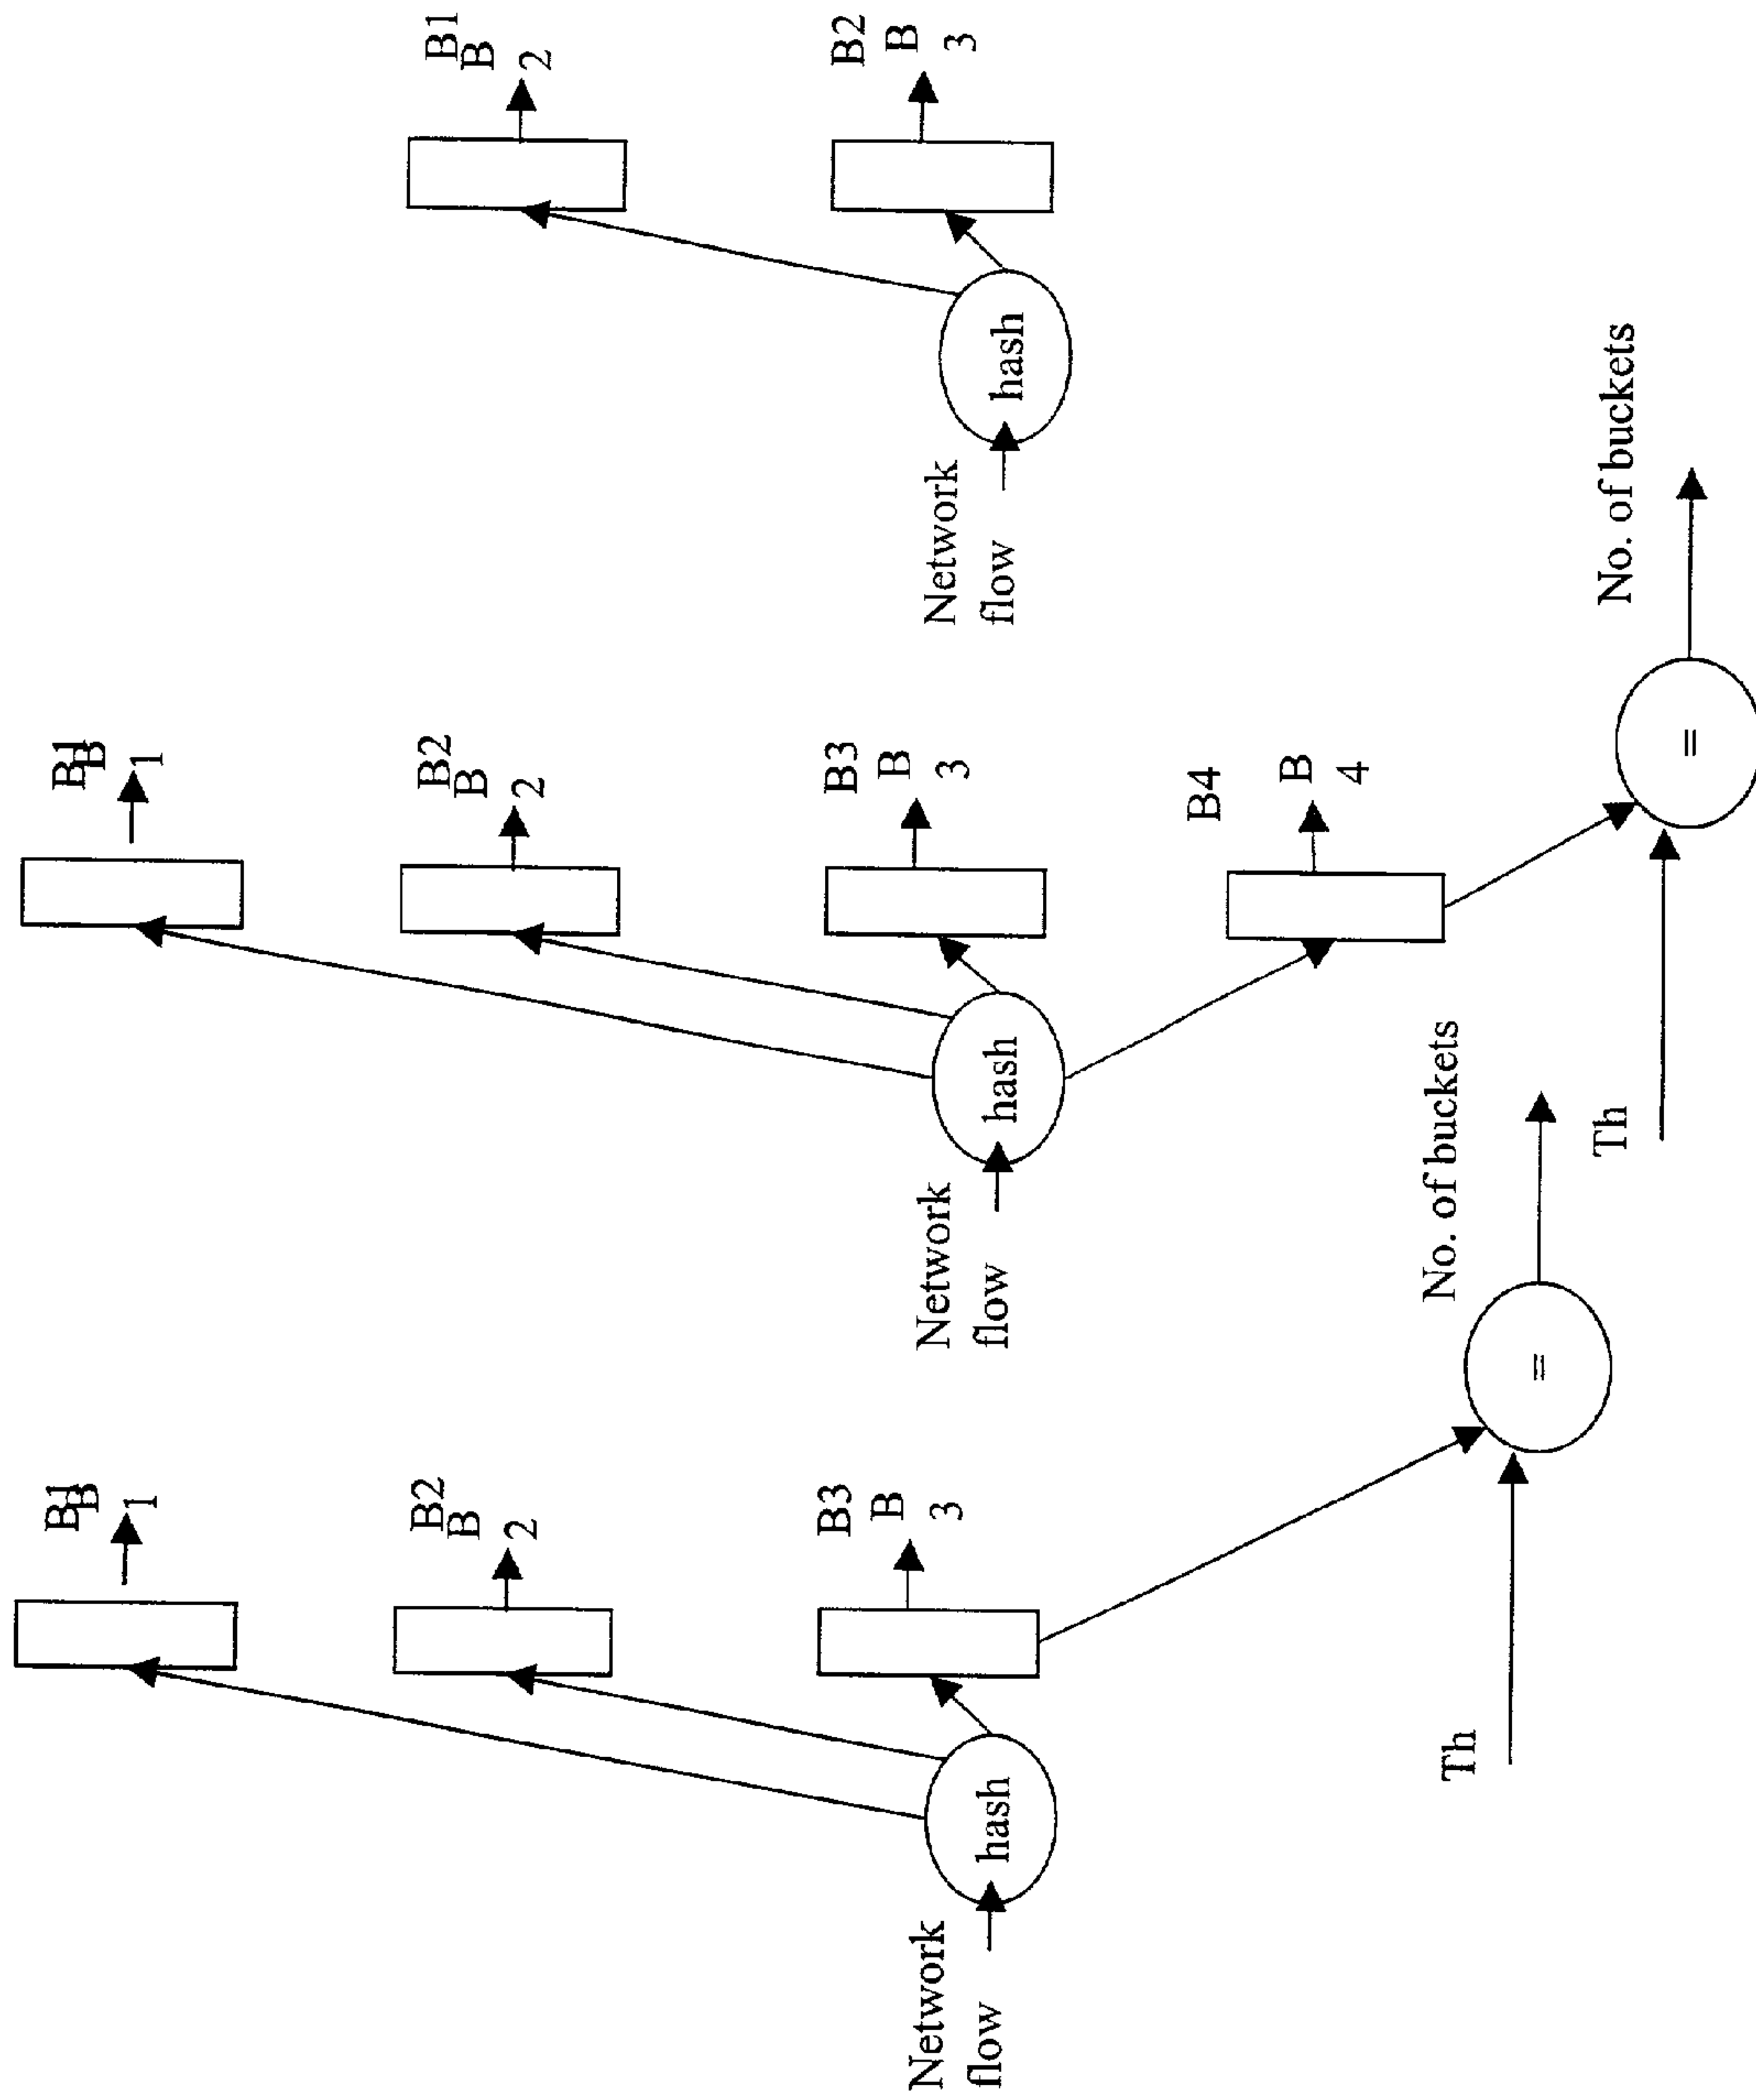 B1
B
1
B2
B
2
B3
B
3
Network
flow
hash
Th
No. of buckets
=
B1
B
1
B2
B
2
B3
B
3
Network
flow
hash
B4
B
4
Th
No. of buckets
=
B1
B
2
B2
B
3
Network
flow
hash